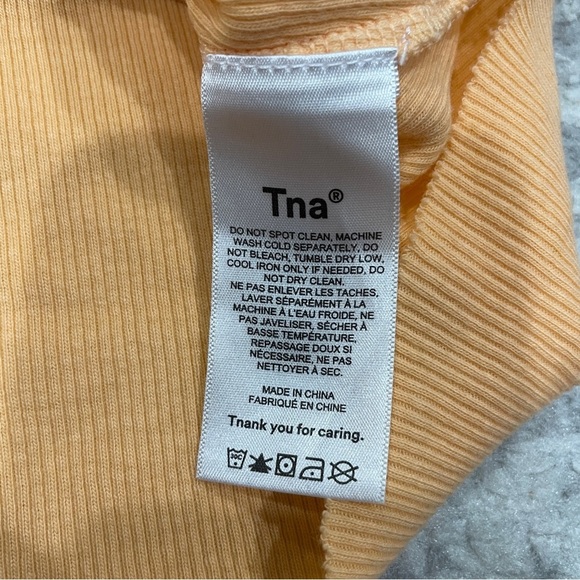 Tna®
DO NOT SPOT CLEAN, MACHINE
WASH COLD SEPARATELY, DO
NOT BLEACH, TUMBLE DRY LOW,
COOL IRON ONLY IF NEEDED, DO
NOT DRY CLEAN.
NE PAS ENLEVER LES TACHES,
LAVER SÉPARÉMENT À LA
MACHINE À L'EAU FROIDE, NE
PAS JAVELISER, SÉCHER À
BASSE TEMPÉRATURE,
REPASSAGE DOUX SI
NÉCESSAIRE, NE PAS
NETTOYER À SEC.
MADE IN CHINA
FABRIQUÉ EN CHINE
Tnank you for caring.
30C